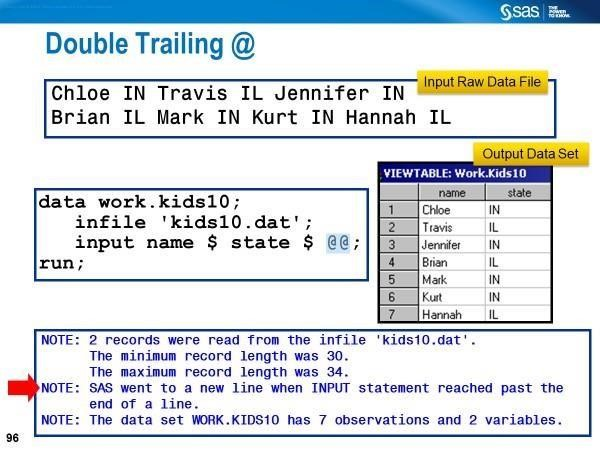 sas THE POWER TO KNOW.
Double Trailing @
Input Raw Data File
Chloe IN Travis IL Jennifer IN
Brian IL Mark IN Kurt IN Hannah IL
Output Data Set
VIEWTABLE: Work.Kids10
name state
1 Chloe IN
2 Travis IL
3 Jennifer IN
4 Brian IL
5 Mark IN
6 Kurt IN
7 Hannah IL
data work.kids10;
infile 'kids10.dat';
input name $ state $ @@;
run;
NOTE: 2 records were read from the infile 'kids10.dat'.
The minimum record length was 30.
The maximum record length was 34.
NOTE: SAS went to a new line when INPUT statement reached past the
end of a line.
NOTE: The data set WORK.KIDS10 has 7 observations and 2 variables.
96